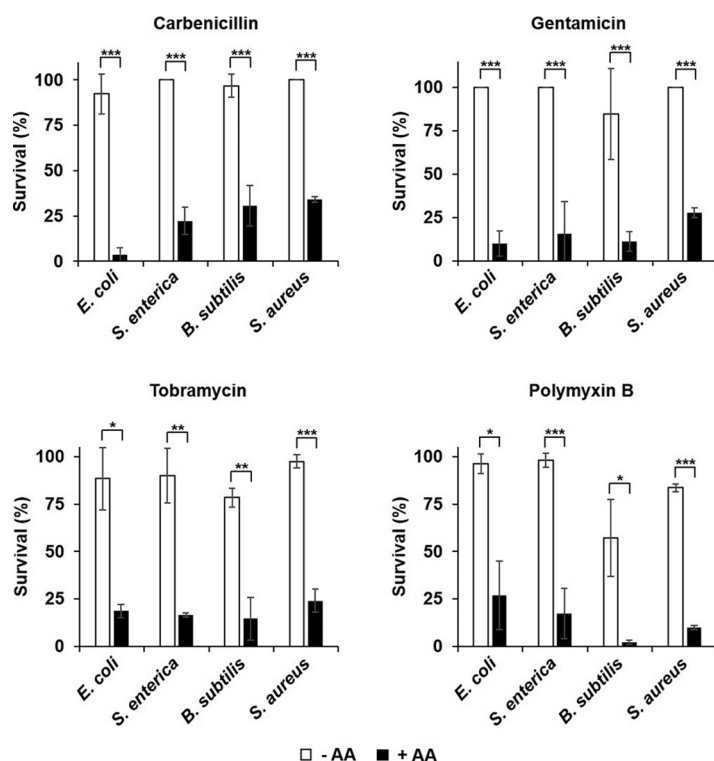 Carbenicillin
Survival (%)
100
75
50
25
0
***
***
***
***
E. coli
S. enterica
B. subtilis
S. aureus
Gentamicin
Survival (%)
100
75
50
25
0
***
***
***
***
E. coli
S. enterica
B. subtilis
S. aureus
Tobramycin
Survival (%)
100
75
50
25
0
*
**
**
***
E. coli
S. enterica
B. subtilis
S. aureus
Polymyxin B
Survival (%)
100
75
50
25
0
*
***
*
***
E. coli
S. enterica
B. subtilis
S. aureus
- AA + AA